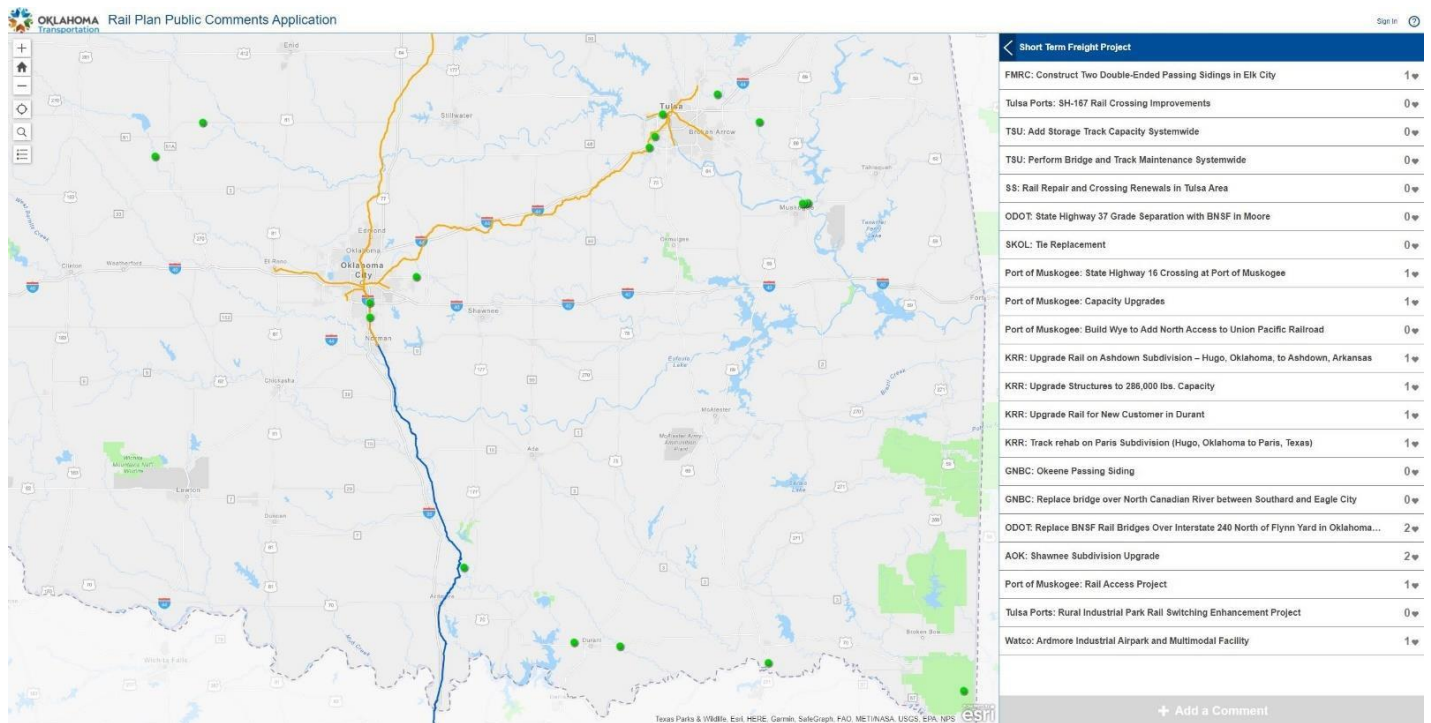 OKLAHOMA
Transportation
Rail Plan Public Comments Application
Sign In
Short Term Freight Project
FMRC: Construct Two Double-Ended Passing Sidings in Elk City 1
Tulsa Ports: SH-167 Rail Crossing Improvements 0
TSU: Add Storage Track Capacity Systemwide 0
TSU: Perform Bridge and Track Maintenance Systemwide 0
SS: Rail Repair and Crossing Renewals in Tulsa Area 0
ODOT: State Highway 37 Grade Separation with BNSF in Moore 0
SKOL: Tie Replacement 0
Port of Muskogee: State Highway 16 Crossing at Port of Muskogee 1
Port of Muskogee: Capacity Upgrades 1
Port of Muskogee: Build Wye to Add North Access to Union Pacific Railroad 0
KRR: Upgrade Rail on Ashdown Subdivision – Hugo, Oklahoma, to Ashdown, Arkansas 1
KRR: Upgrade Structures to 286,000 lbs. Capacity 1
KRR: Upgrade Rail for New Customer in Durant 1
KRR: Track rehab on Paris Subdivision (Hugo, Oklahoma to Paris, Texas) 1
GNBC: Okeene Passing Siding 0
GNBC: Replace bridge over North Canadian River between Southard and Eagle City 0
ODOT: Replace BNSF Rail Bridges Over Interstate 240 North of Flynn Yard in Oklahoma... 2
AOK: Shawnee Subdivision Upgrade 2
Port of Muskogee: Rail Access Project 1
Tulsa Ports: Rural Industrial Park Rail Switching Enhancement Project 0
Watco: Ardmore Industrial Airpark and Multimodal Facility 1
+ Add a Comment
Enid
Stillwater
Tulsa
Broken Arrow
Tahlequah
Muskogee
Edmond
Okmulgee
Oklahoma
City
El Reno
Clinton
Weatherford
Shawnee
Norman
Chickasha
Eufaula
Lake
McAlester
McAlester Army
Ammunition
Plant
Ada
Lawton
Duncan
Ardmore
Durant
Broken Bow
Wichita Falls
Texas Parks & Wildlife, Esri, HERE, Garmin, SafeGraph, FAO, METI/NASA, USGS, EPA, NPS
esri